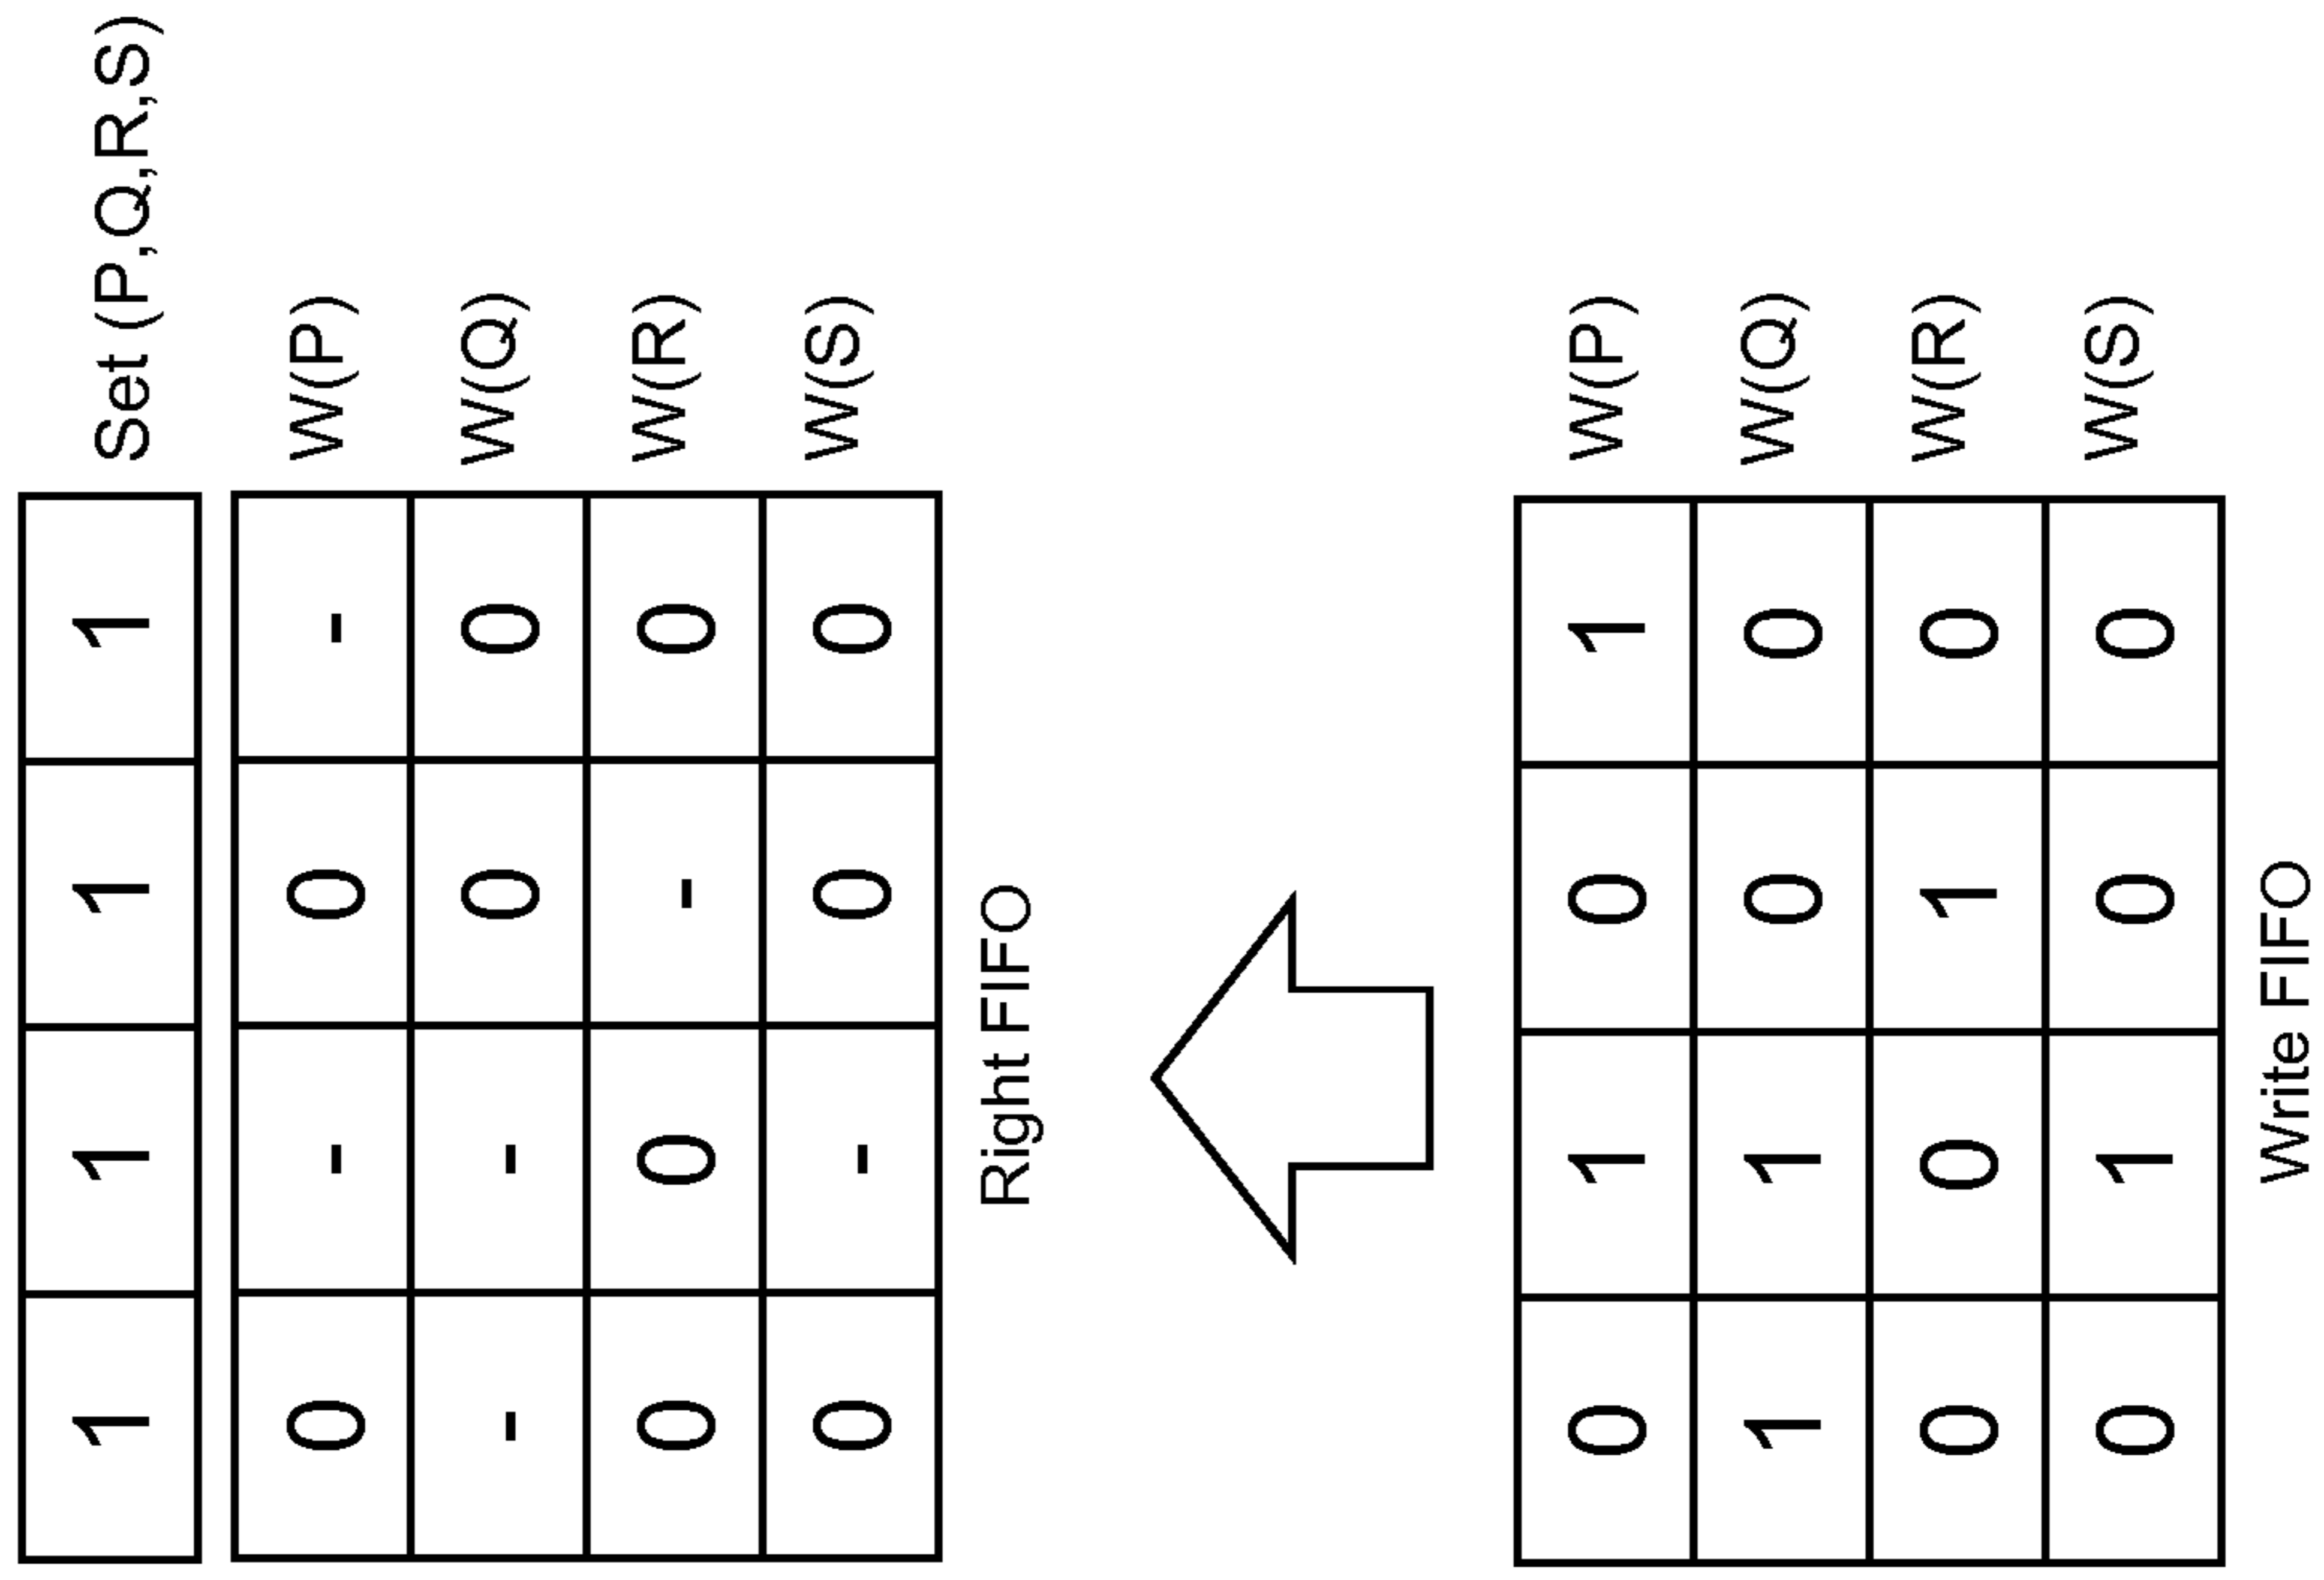 1 1 1 1 Set (P,Q,R,S)
0 - 0 - W(P)
- - 0 0 W(Q)
0 0 - 0 W(R)
0 - 0 0 W(S)
Right FIFO
0 1 0 1 W(P)
1 1 0 0 W(Q)
0 0 1 0 W(R)
0 1 0 0 W(S)
Write FIFO